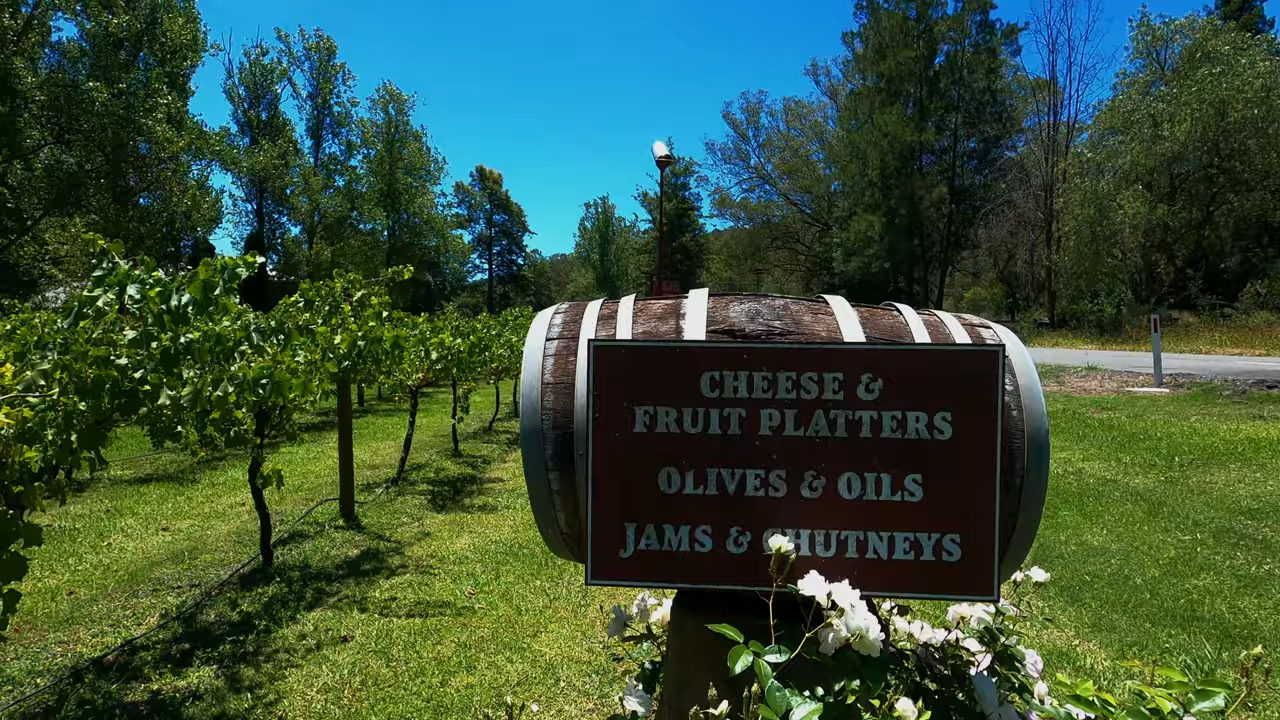 CHEESE &
FRUIT PLATTERS
OLIVES & OILS
JAMS & CHUTNEYS